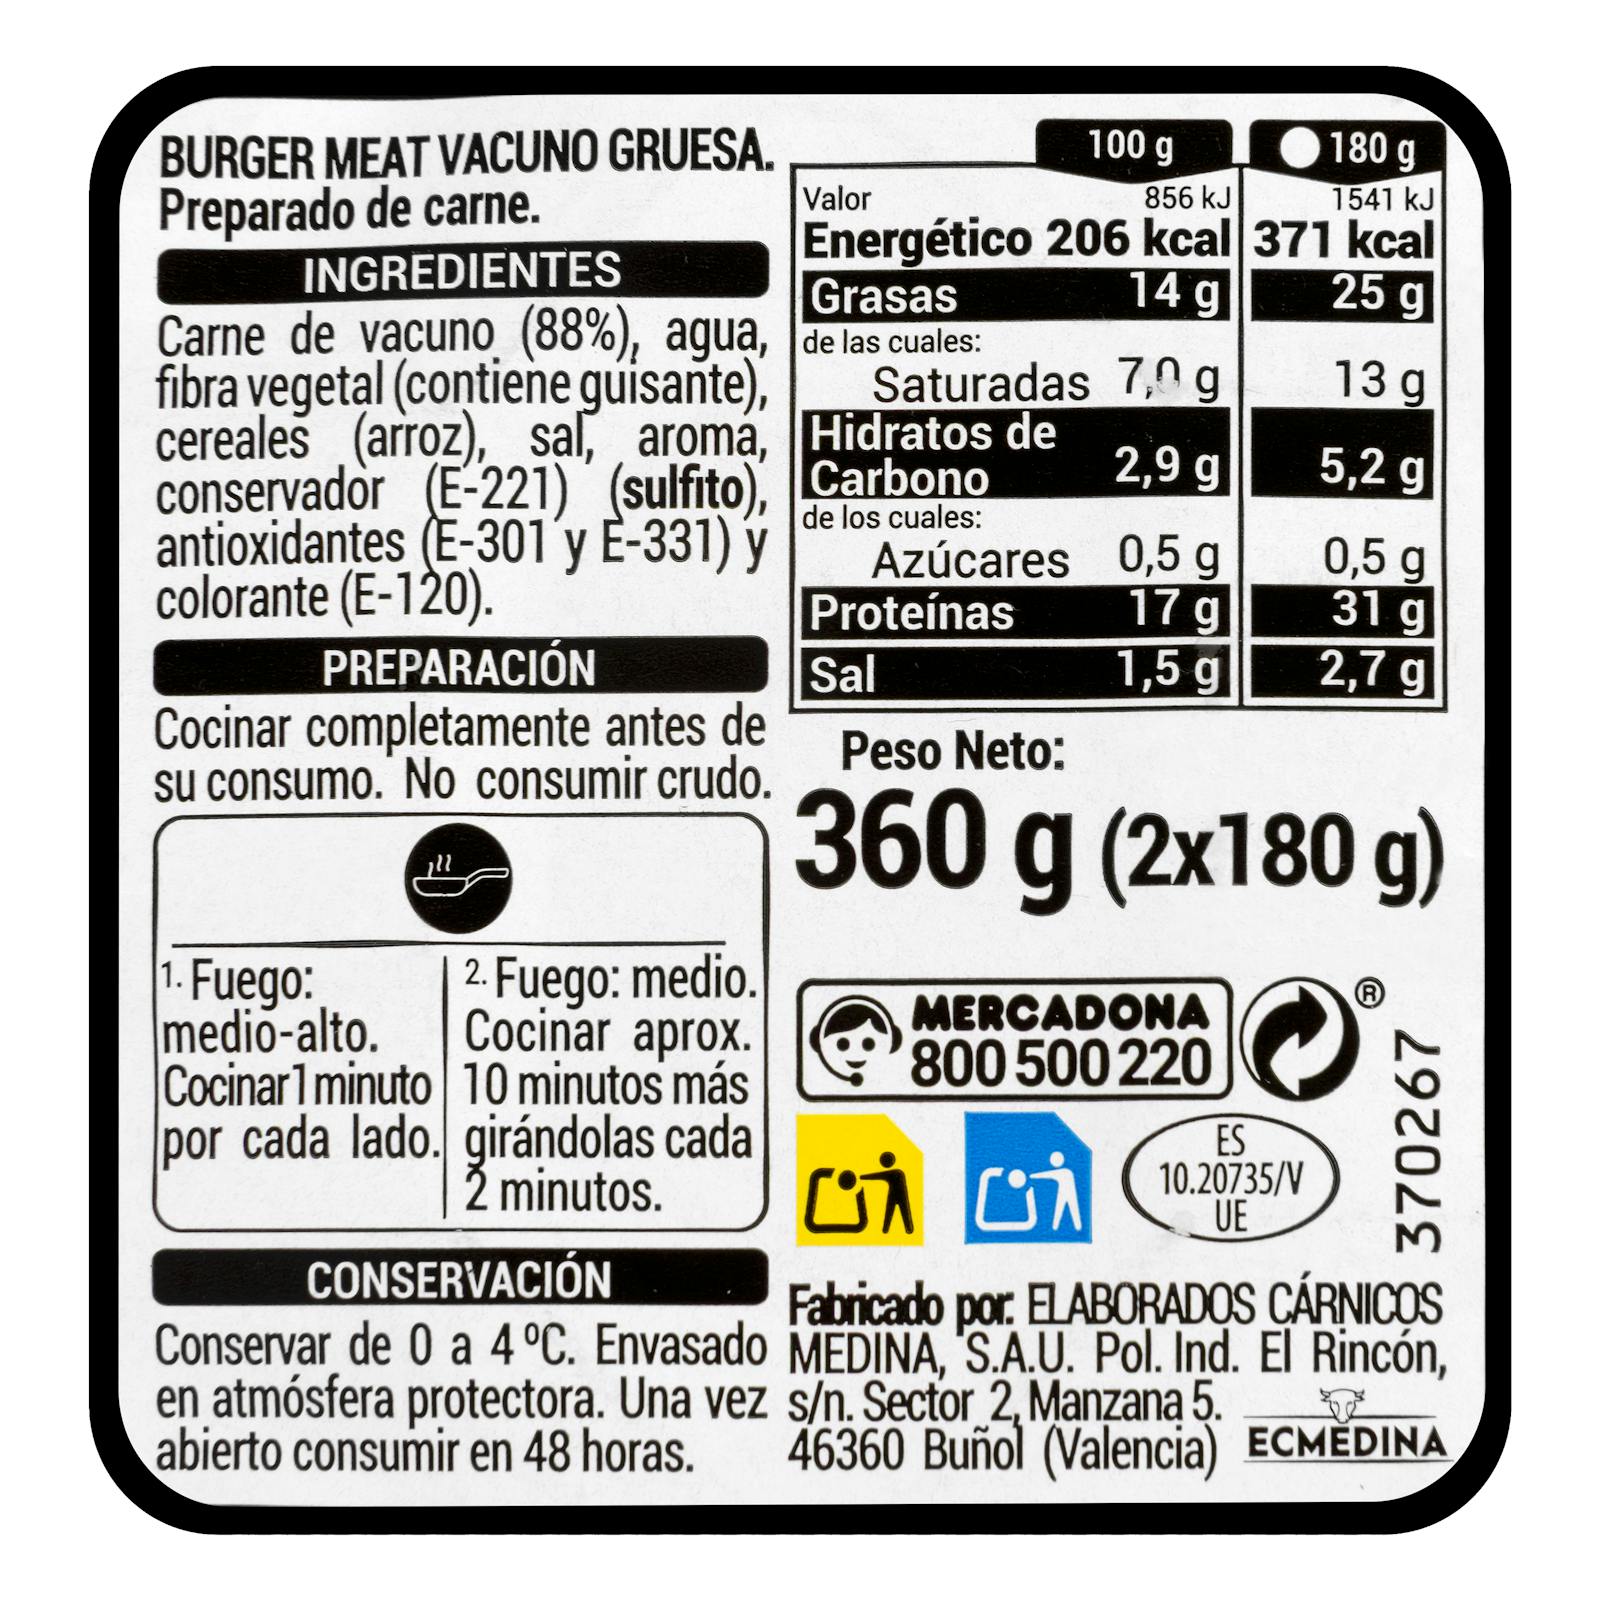 BURGER MEAT VACUNO GRUESA.
Preparado de carne.
INGREDIENTES
Carne de vacuno (88%), agua,
fibra vegetal (contiene guisante),
cereales (arroz), sal, aroma,
conservador (E-221) (sulfito),
antioxidantes (E-301 y E-331) y
colorante (E-120).
PREPARACIÓN
Cocinar completamente antes de
su consumo. No consumir crudo.
1. Fuego:
medio-alto.
Cocinar 1 minuto
por cada lado.
2. Fuego: medio.
Cocinar aprox.
10 minutos más
girándolas cada
2 minutos.
CONSERVACIÓN
Conservar de 0 a 4 ºC. Envasado
en atmósfera protectora. Una vez
abierto consumir en 48 horas.
100 g 180 g
Valor 856 kJ 1541 kJ
Energético 206 kcal 371 kcal
Grasas 14 g 25 g
de las cuales:
Saturadas 7,0 g 13 g
Hidratos de
Carbono 2,9 g 5,2 g
de los cuales:
Azúcares 0,5 g 0,5 g
Proteínas 17 g 31 g
Sal 1,5 g 2,7 g
Peso Neto:
360 g (2x180 g)
MERCADONA
800 500 220
®
370267
ES
10.20735/V
UE
Fabricado por: ELABORADOS CÁRNICOS
MEDINA, S.A.U. Pol. Ind. El Rincón,
s/n. Sector 2, Manzana 5.
46360 Buñol (Valencia)
ECMEDINA